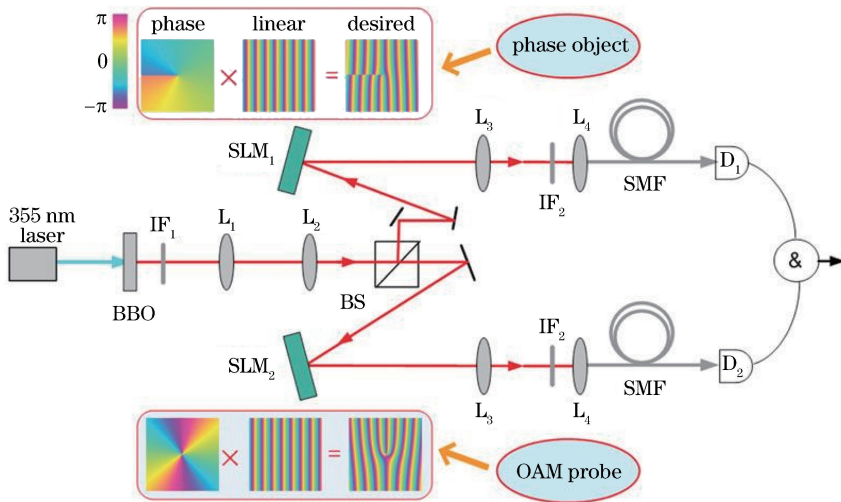 π
0
−π
phase
linear
desired
×
=
phase object
SLM₁
L₃
L₄
IF₂
SMF
D₁
355 nm
laser
IF₁
L₁
L₂
BBO
BS
&
SLM₂
L₃
IF₂
L₄
SMF
D₂
×
=
OAM probe